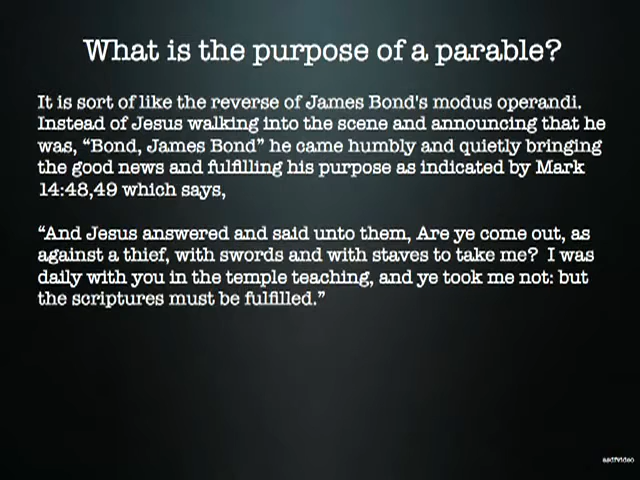 What is the purpose of a parable?
It is sort of like the reverse of James Bond's modus operandi.
Instead of Jesus walking into the scene and announcing that he
was, “Bond, James Bond” he came humbly and quietly bringing
the good news and fulfilling his purpose as indicated by Mark
14:48,49 which says,
“And Jesus answered and said unto them, Are ye come out, as
against a thief, with swords and with staves to take me?  I was
daily with you in the temple teaching, and ye took me not: but
the scriptures must be fulfilled.”